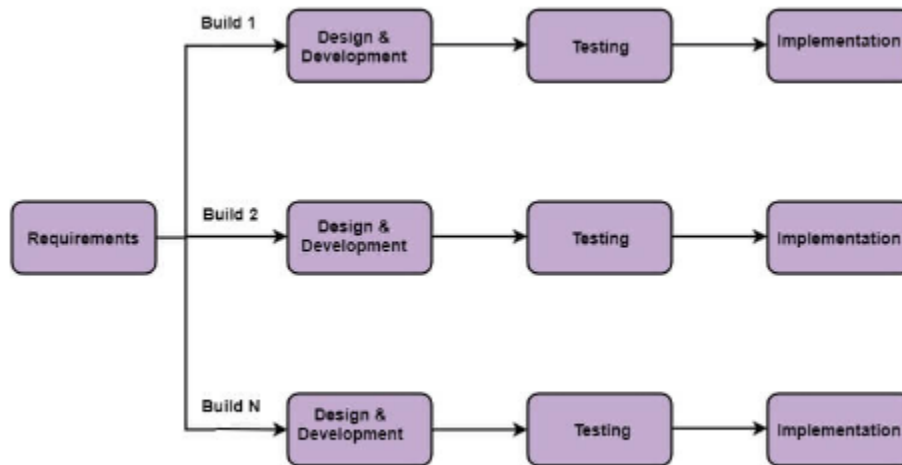 Build 1
Design &
Development
Testing
Implementation
Requirements
Build 2
Design &
Development
Testing
Implementation
Build N
Design &
Development
Testing
Implementation